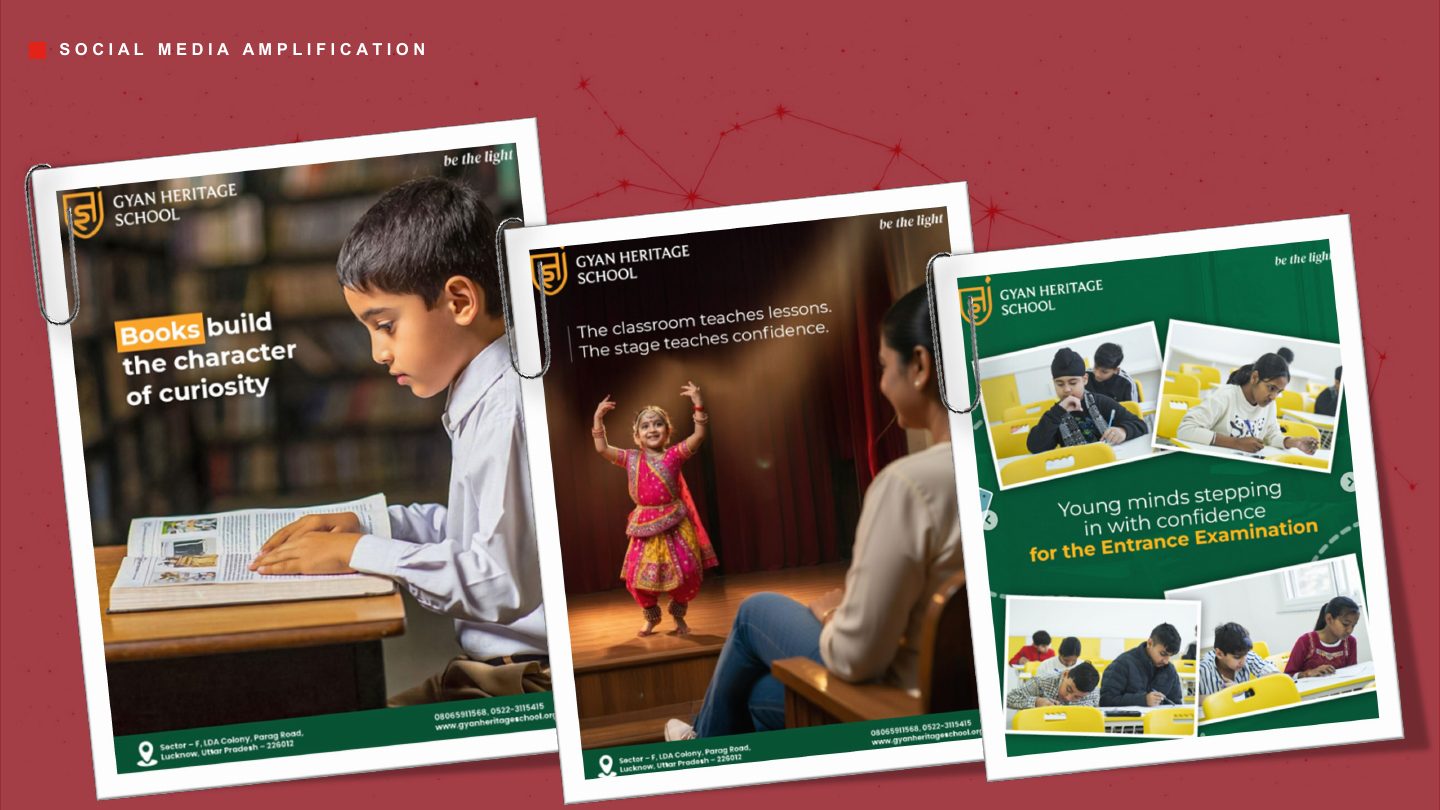 SOCIAL MEDIA AMPLIFICATION
be the light
GYAN HERITAGE
SCHOOL
Books build
the character
of curiosity
08065911568, 0522-3115415
www.gyanheritageschool.org
Sector – F, LDA Colony, Parag Road,
Lucknow, Uttar Pradesh – 226012
be the light
GYAN HERITAGE
SCHOOL
The classroom teaches lessons.
The stage teaches confidence.
08065911568, 0522-3115415
www.gyanheritageschool.
Sector – F, LDA Colony, Parag Road,
Lucknow, Uttar Pradesh – 226012
be the light
GYAN HERITAGE
SCHOOL
Young minds stepping
in with confidence
for the Entrance Examination